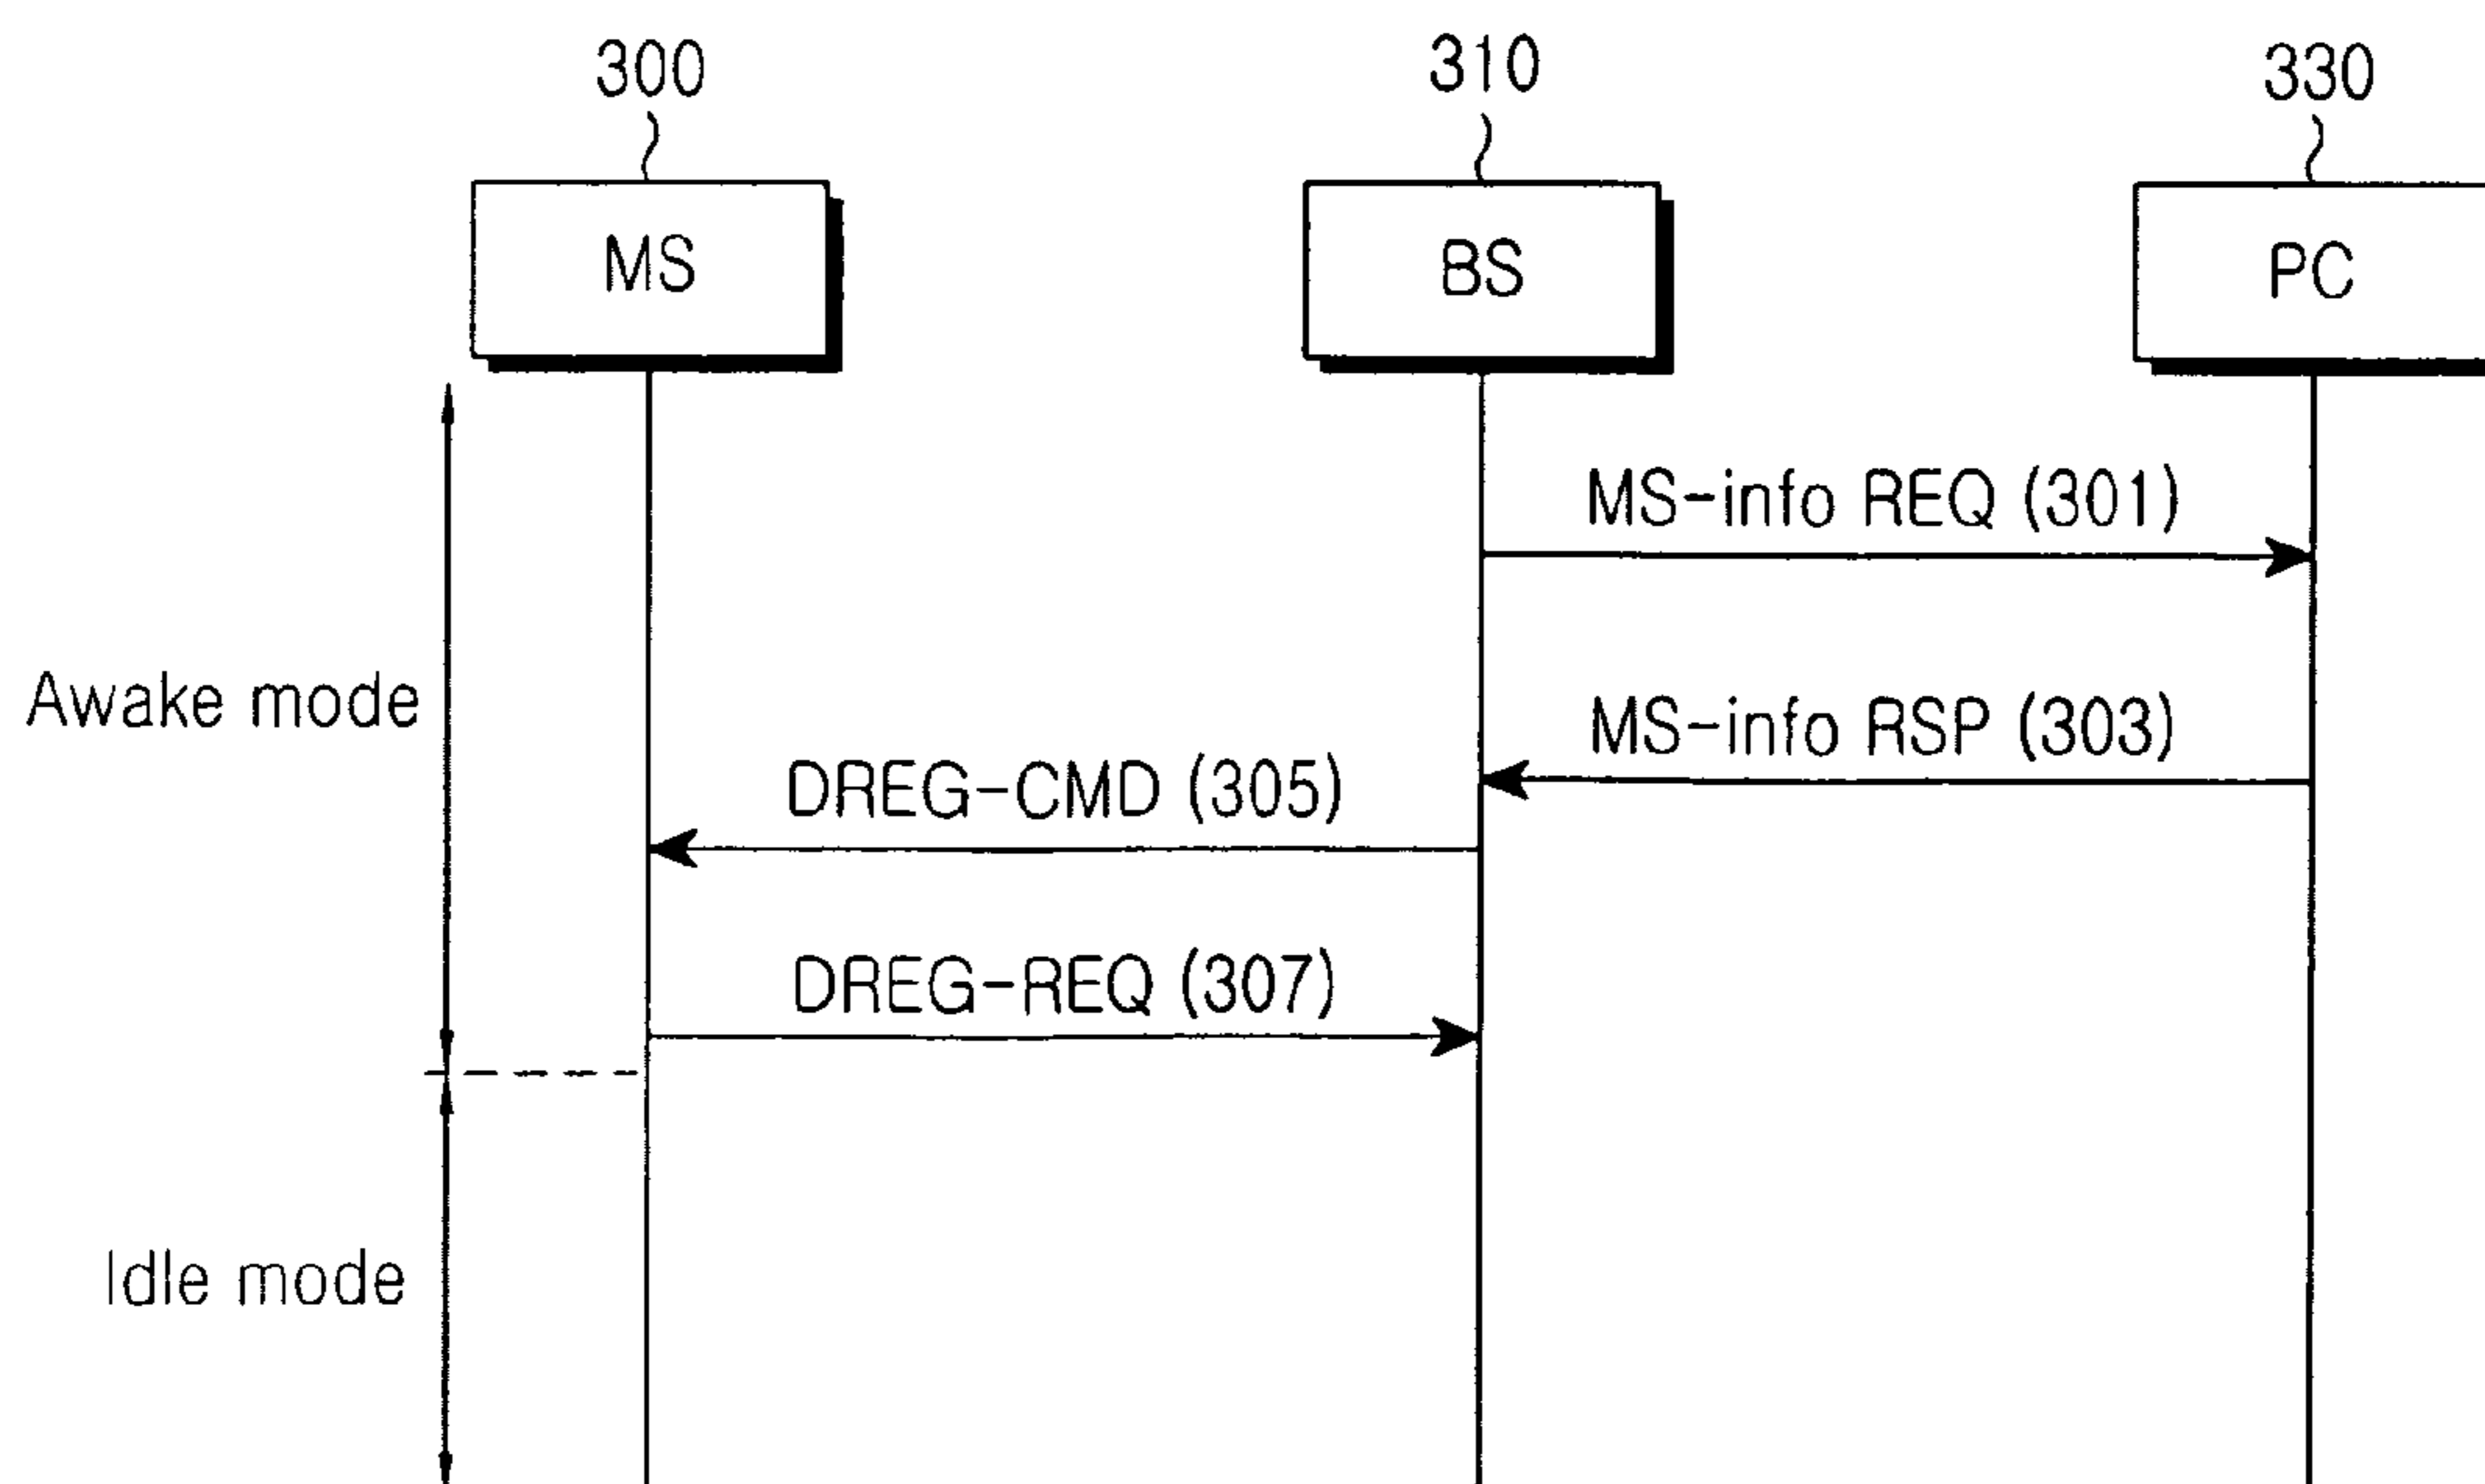 300
310
330
MS
BS
PC
MS-info REQ (301)
Awake mode
MS-info RSP (303)
DREG-CMD (305)
DREG-REQ (307)
Idle mode